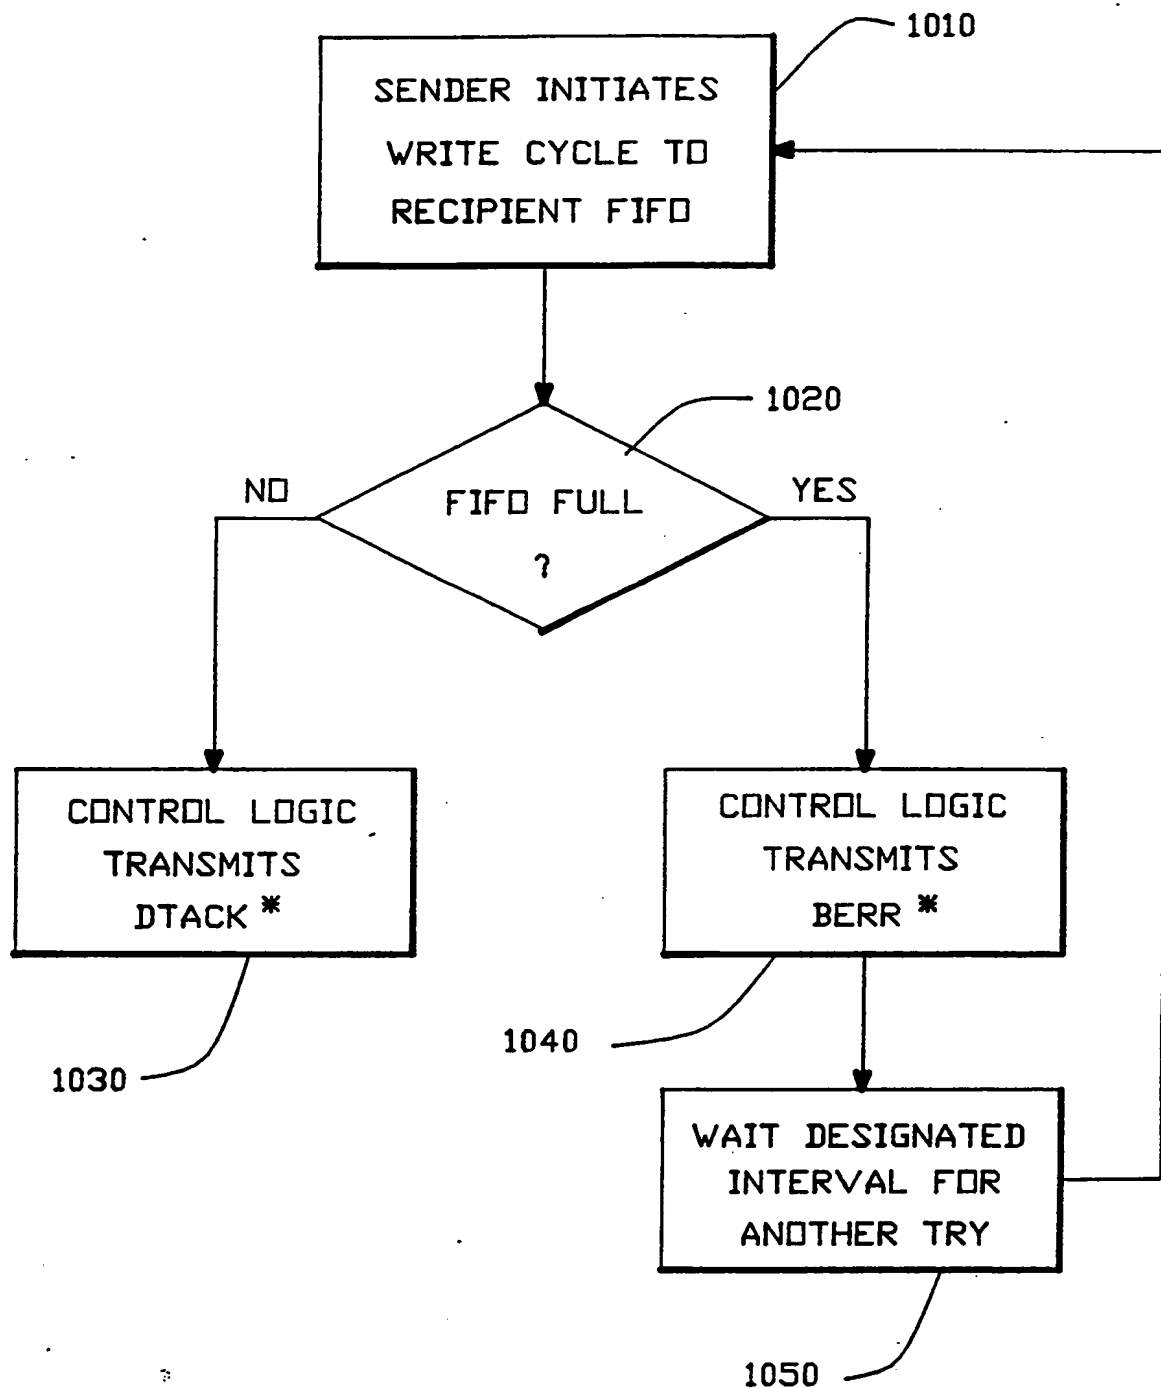 1010
SENDER INITIATES
WRITE CYCLE TO
RECIPIENT FIFO
1020
NO
YES
FIFO FULL
?
CONTROL LOGIC
TRANSMITS
DTACK*
CONTROL LOGIC
TRANSMITS
BERR*
1040
1030
WAIT DESIGNATED
INTERVAL FOR
ANOTHER TRY
1050